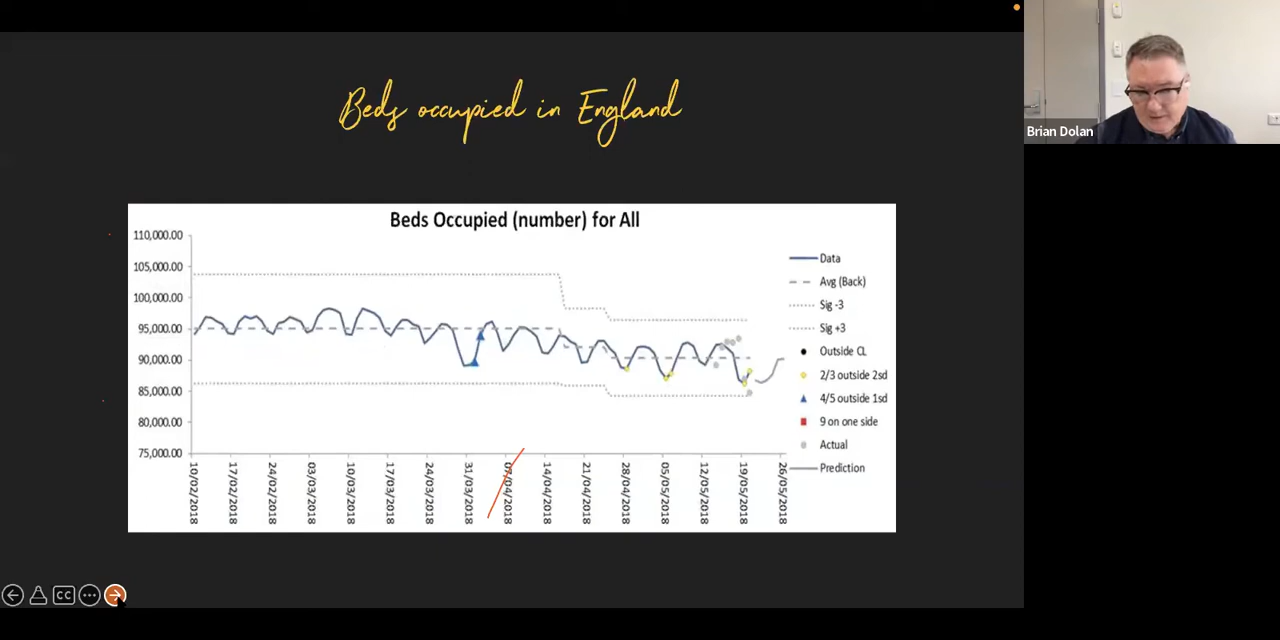 Beds occupied in England
Brian Dolan
Beds Occupied (number) for All
110,000.00
105,000.00
100,000.00
95,000.00
90,000.00
85,000.00
80,000.00
75,000.00
10/02/2018
17/02/2018
24/02/2018
03/03/2018
10/03/2018
17/03/2018
24/03/2018
31/03/2018
07/04/2018
14/04/2018
21/04/2018
28/04/2018
05/05/2018
12/05/2018
19/05/2018
26/05/2018
Data
Avg (Back)
Sig -3
Sig +3
Outside CL
2/3 outside 2sd
4/5 outside 1sd
9 on one side
Actual
Prediction
CC